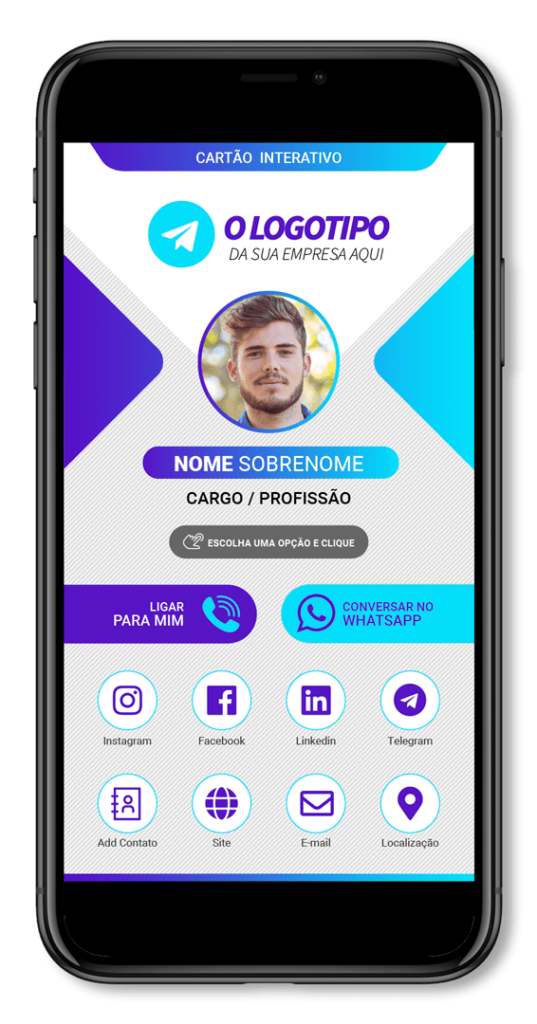 CARTÃO INTERATIVO
O LOGOTIPO
DA SUA EMPRESA AQUI
NOME SOBRENOME
CARGO / PROFISSÃO
ESCOLHA UMA OPÇÃO E CLIQUE
LIGAR
PARA MIM
CONVERSAR NO
WHATSAPP
Instagram
Facebook
Linkedin
Telegram
Add Contato
Site
E-mail
Localização